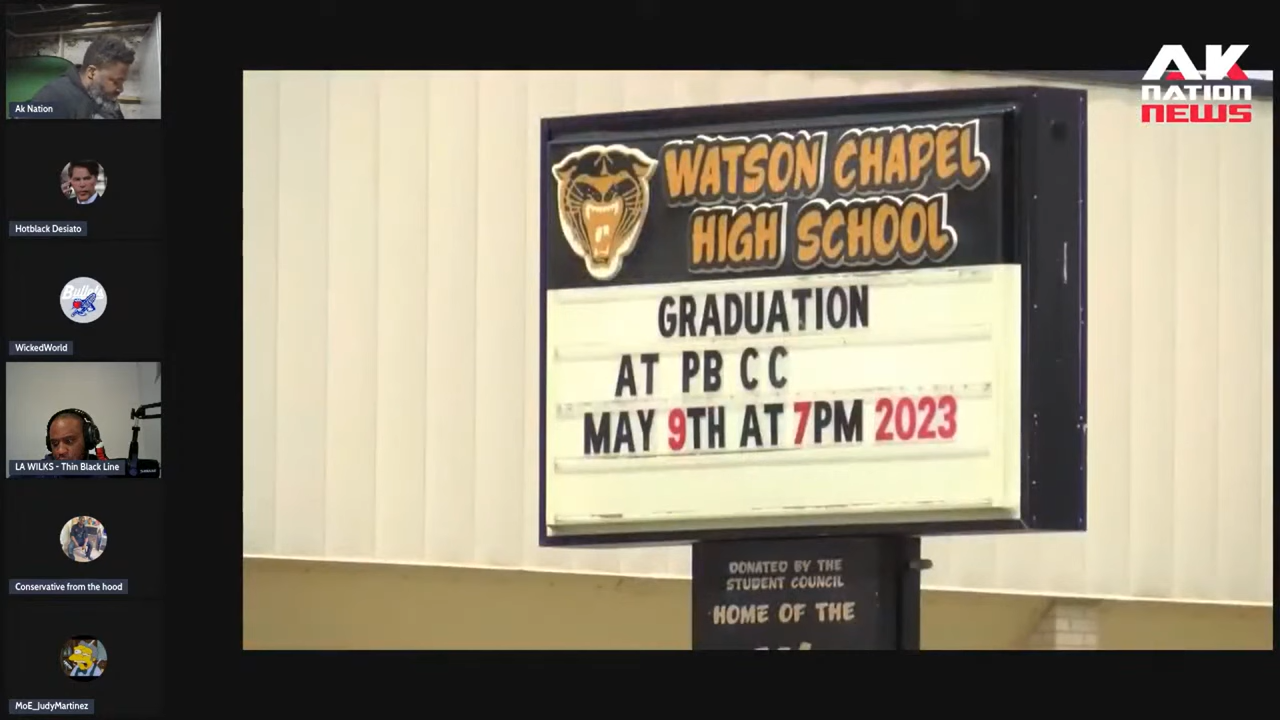 Ak Nation
Hotblack Desiato
WickedWorld
LA WILKS - Thin Black Line
Conservative from the hood
MoE_JudyMartinez
AK
NATION
NEWS
WATSON CHAPEL
HIGH SCHOOL
GRADUATION
AT PB C C
MAY 9TH AT 7PM 2023
DONATED BY THE
STUDENT COUNCIL
HOME OF THE